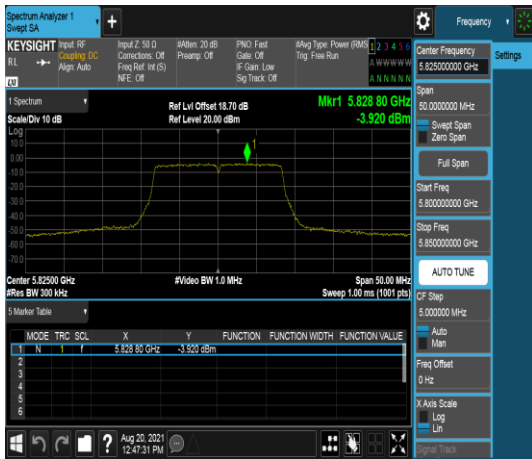 Spectrum Analyzer 1
Swept SA
Frequency
KEYSIGHT
RL
LXI
Input: RF
Coupling: DC
Align: Auto
Input Z: 50 Ω
Corrections: Off
Freq Ref: Int (S)
NFE: Off
#Atten: 20 dB
Preamp: Off
PNO: Fast
Gate: Off
IF Gain: Low
Sig Track: Off
#Avg Type: Power (RMS
Trig: Free Run
1 2 3 4 5 6
A W W W W W
A N N N N N
Center Frequency
5.825000000 GHz
Settings
Span
50.0000000 MHz
Swept Span
Zero Span
Full Span
Start Freq
5.800000000 GHz
Stop Freq
5.850000000 GHz
AUTO TUNE
CF Step
5.000000 MHz
Auto
Man
Freq Offset
0 Hz
X Axis Scale
Log
Lin
Signal Track
1 Spectrum
Scale/Div 10 dB
Ref Lvl Offset 18.70 dB
Ref Level 20.00 dBm
Mkr1 5.828 80 GHz
-3.920 dBm
Log
10.0
0.00
-10.0
-20.0
-30.0
-40.0
-50.0
-60.0
-70.0
1
Center 5.82500 GHz
#Res BW 300 kHz
#Video BW 1.0 MHz
Span 50.00 MHz
Sweep 1.00 ms (1001 pts)
5 Marker Table
MODE TRC SCL X Y FUNCTION FUNCTION WIDTH FUNCTION VALUE
1 N 1 f 5.828 80 GHz -3.920 dBm
2
3
4
5
6
?
Aug 20, 2021
12:47:31 PM